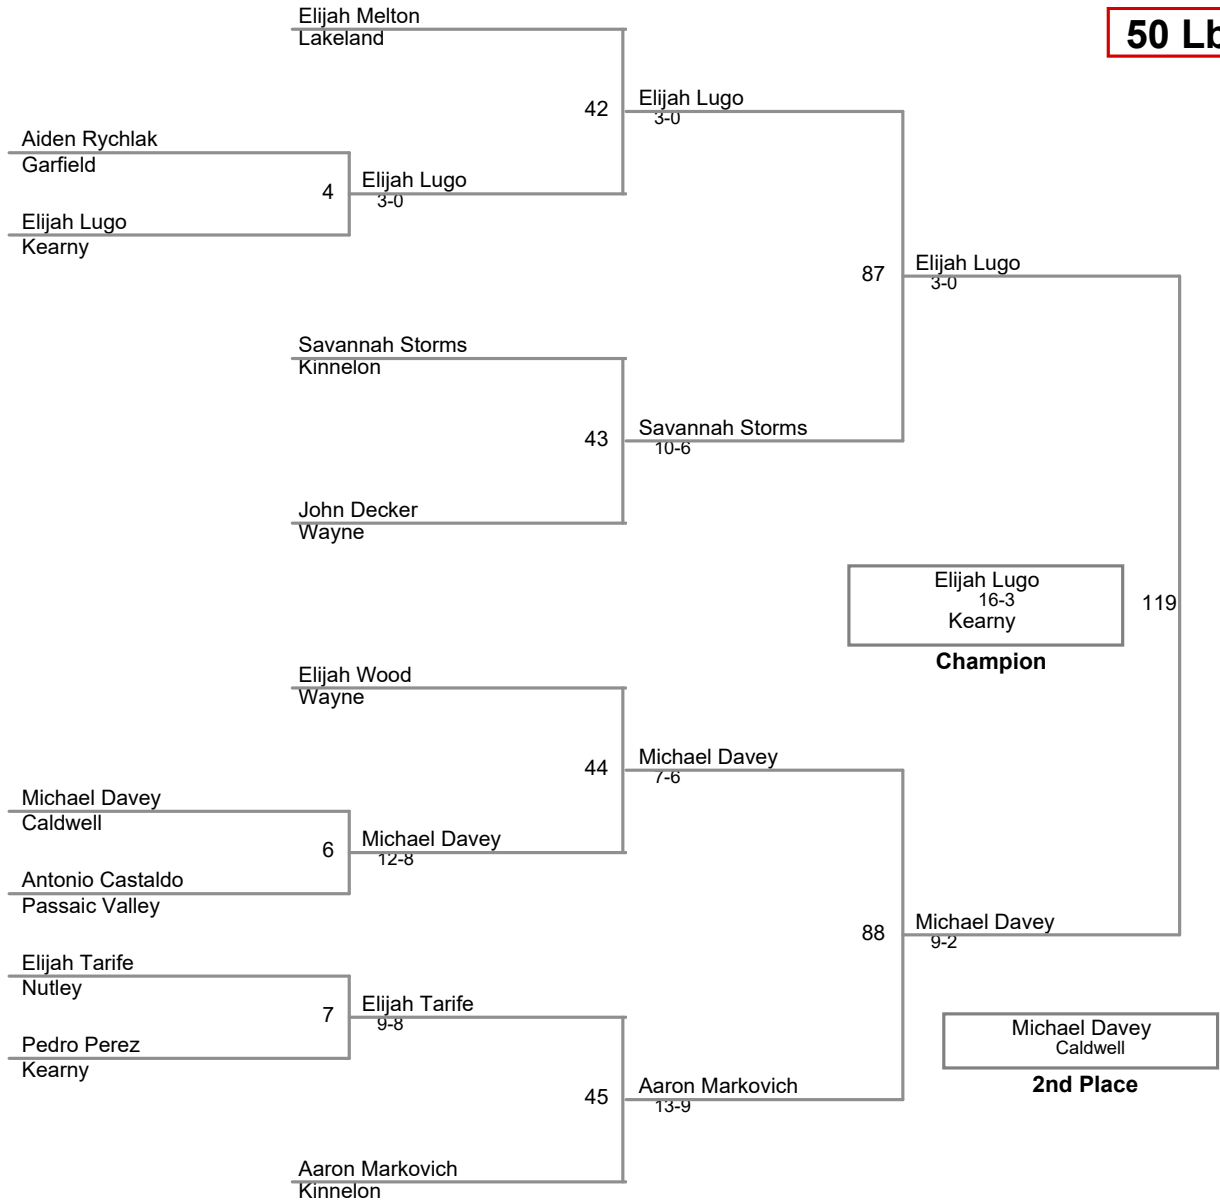 Elijah Melton
Lakeland
50 Lb
42
Elijah Lugo
3-0
Aiden Rychlak
Garfield
4
Elijah Lugo
3-0
Elijah Lugo
Kearny
87
Elijah Lugo
3-0
Savannah Storms
Kinnelon
43
Savannah Storms
10-6
John Decker
Wayne
Elijah Lugo
16-3
Kearny
119
Champion
Elijah Wood
Wayne
44
Michael Davey
7-6
Michael Davey
Caldwell
6
Michael Davey
12-8
Antonio Castaldo
Passaic Valley
88
Michael Davey
9-2
Elijah Tarife
Nutley
7
Elijah Tarife
9-8
Pedro Perez
Kearny
Michael Davey
Caldwell
2nd Place
45
Aaron Markovich
13-9
Aaron Markovich
Kinnelon